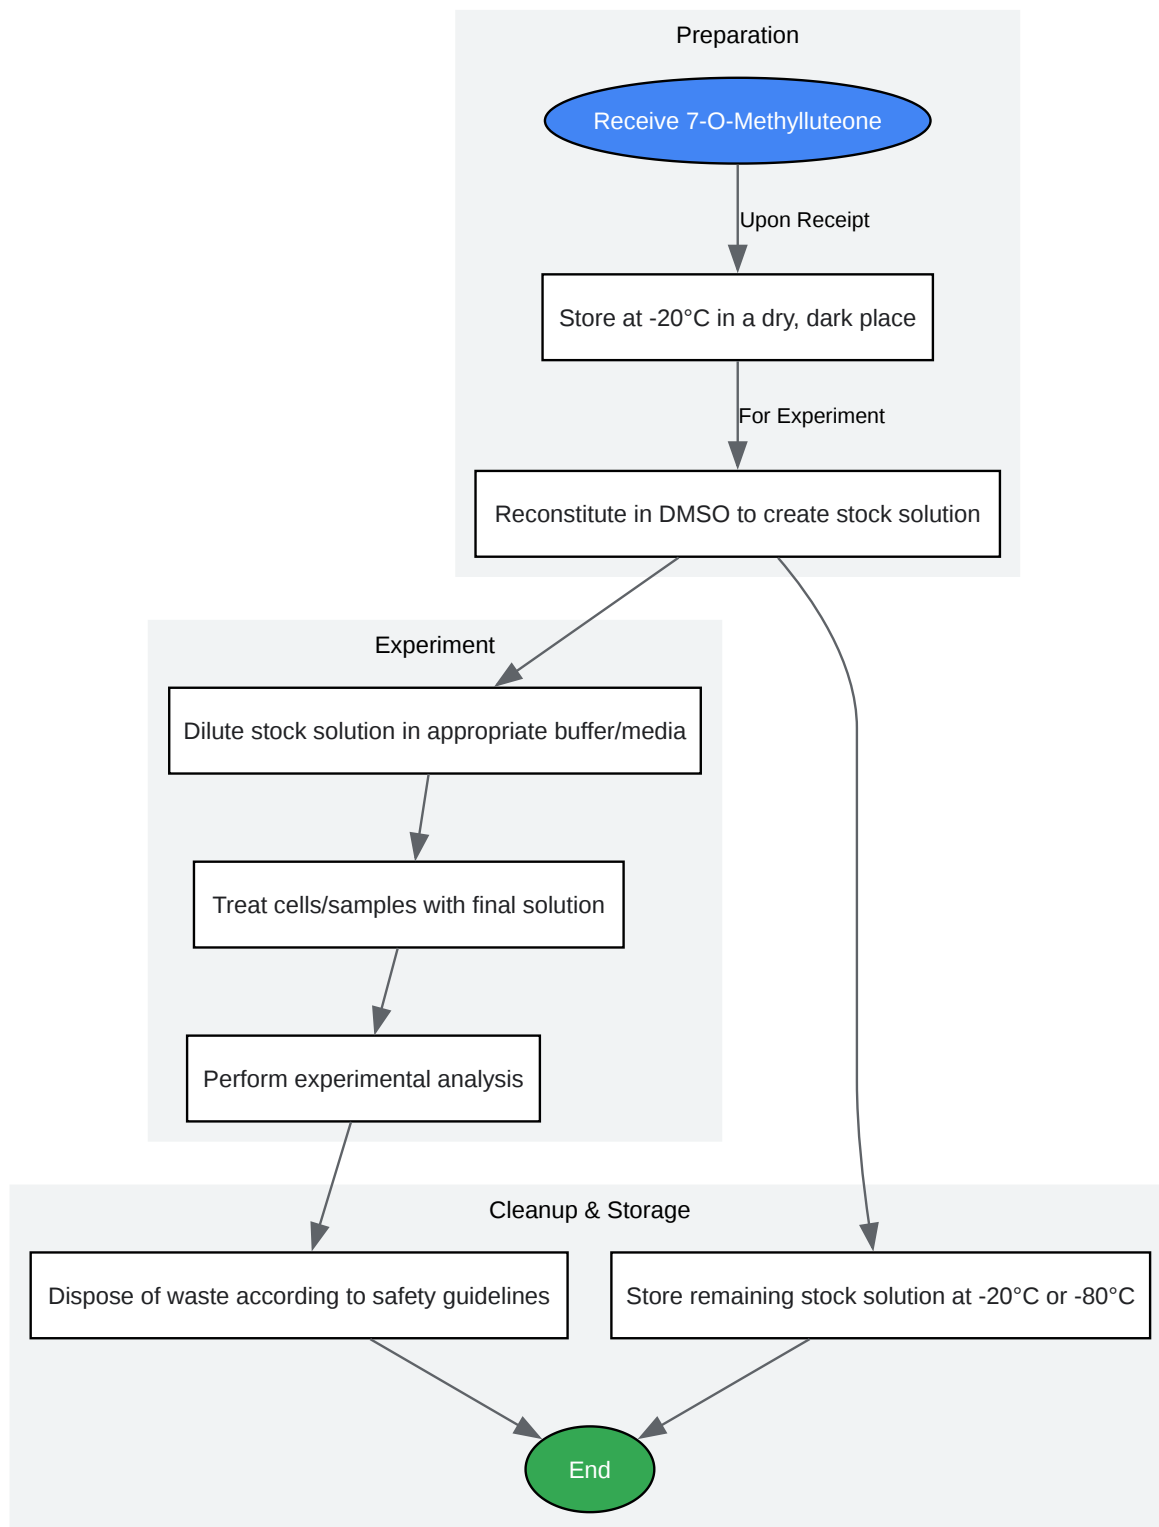 Preparation
Receive 7-O-Methylluteone
Upon Receipt
Store at -20°C in a dry, dark place
For Experiment
Reconstitute in DMSO to create stock solution
Experiment
Dilute stock solution in appropriate buffer/media
Treat cells/samples with final solution
Perform experimental analysis
Cleanup & Storage
Dispose of waste according to safety guidelines
Store remaining stock solution at -20°C or -80°C
End